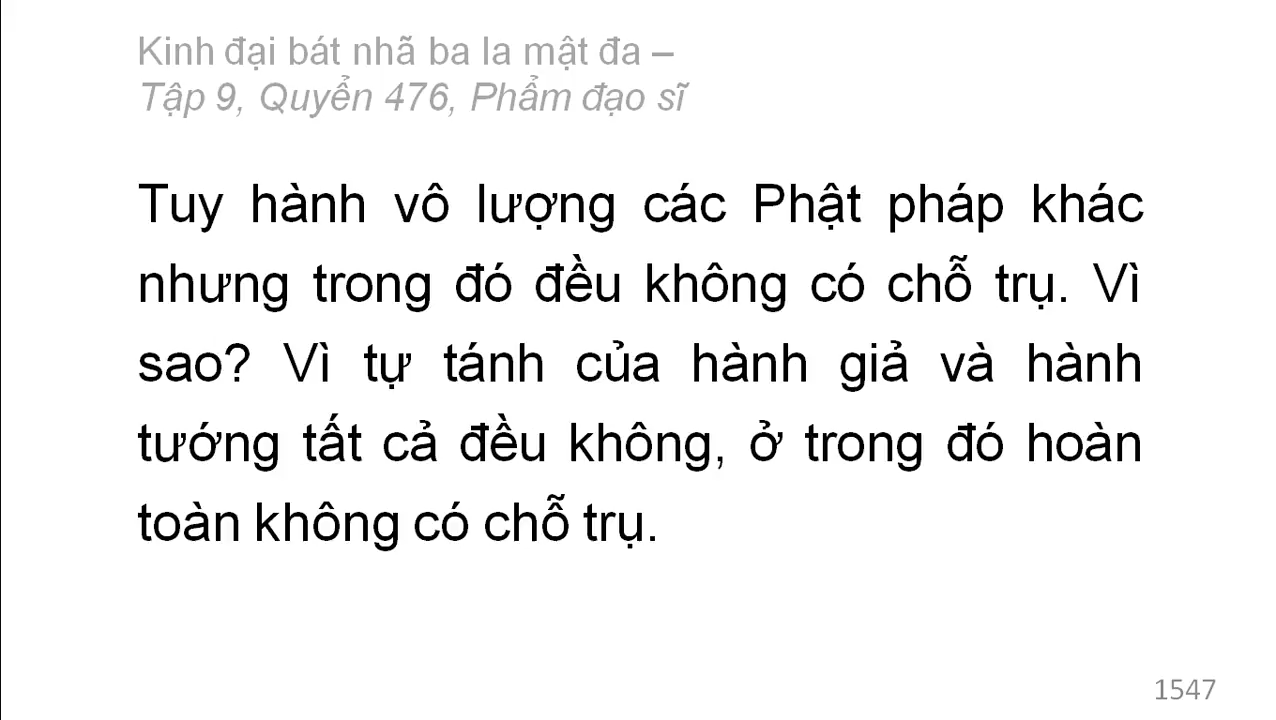 Kinh đại bát nhã ba la mật đa –
Tập 9, Quyển 476, Phẩm đạo sĩ
Tuy hành vô lượng các Phật pháp khác
nhưng trong đó đều không có chỗ trụ. Vì
sao? Vì tự tánh của hành giả và hành
tướng tất cả đều không, ở trong đó hoàn
toàn không có chỗ trụ.
1547